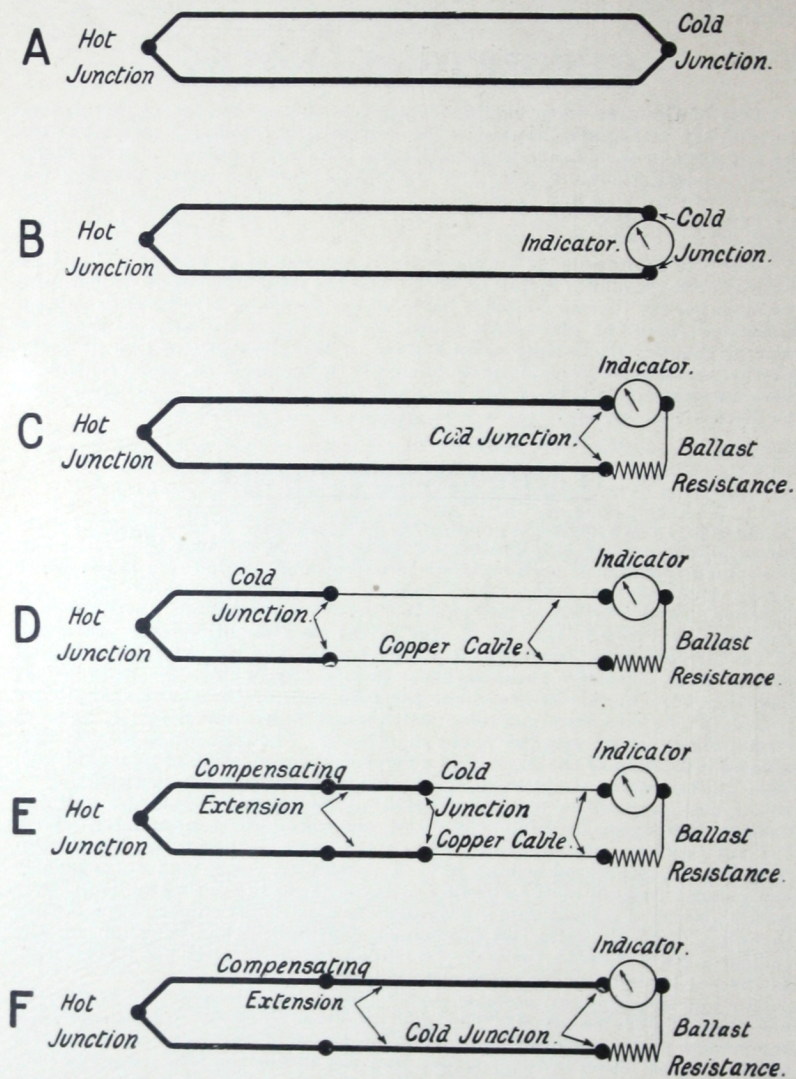 A
Hot
Junction
Cold
Junction.
B
Hot
Junction
Indicator.
Cold
Junction.
C
Hot
Junction
Cold Junction.
Indicator.
Ballast
Resistance.
D
Hot
Junction
Cold
Junction.
Copper Cable.
Indicator
Ballast
Resistance.
E
Hot
Junction
Compensating
Extension
Cold
Junction
Copper Cable.
Indicator
Ballast
Resistance.
F
Hot
Junction
Compensating
Extension
Cold Junction.
Indicator.
Ballast
Resistance.